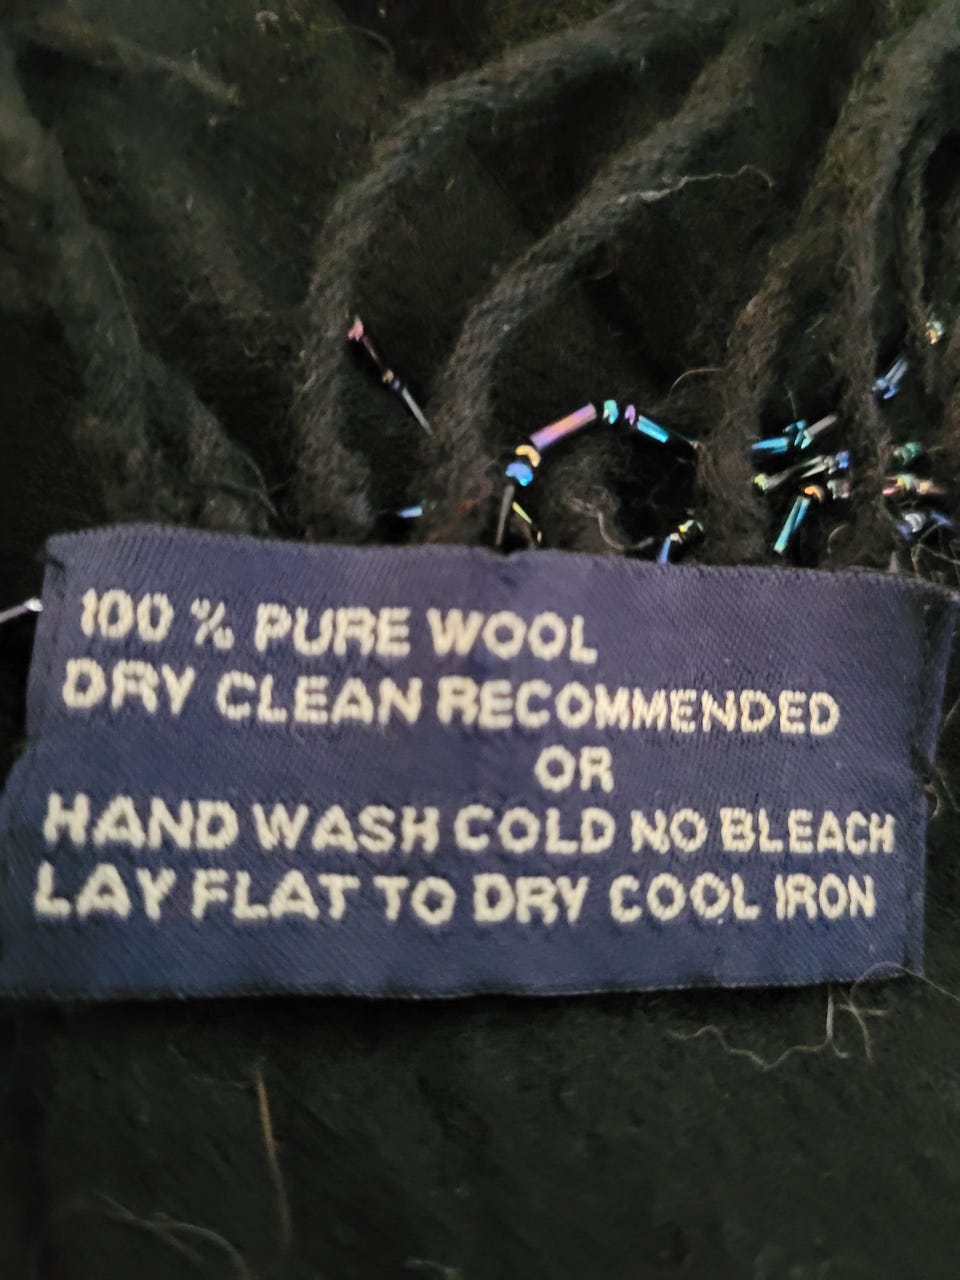 100 % PURE WOOL
DRY CLEAN RECOMMENDED
OR
HAND WASH COLD NO BLEACH
LAY FLAT TO DRY COOL IRON